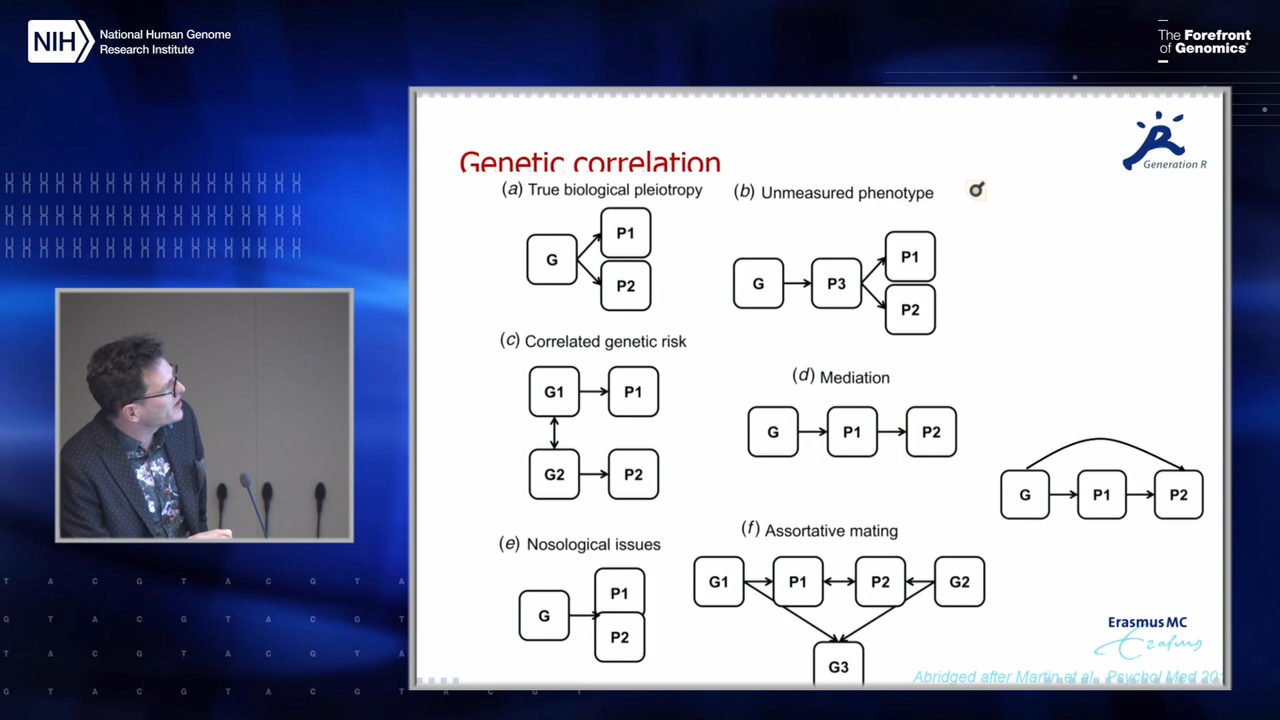 NIH
National Human Genome
Research Institute
The Forefront
of Genomics®
Generation R
Genetic correlation
(a) True biological pleiotropy
G
P1
P2
(b) Unmeasured phenotype
G
P3
P1
P2
(c) Correlated genetic risk
G1
P1
G2
P2
(d) Mediation
G
P1
P2
G
P1
P2
(e) Nosological issues
G
P1
P2
(f) Assortative mating
G1
P1
P2
G2
G3
Erasmus MC
Erasmus
Abridged after Martin et al., Psychol Med
T A C G T A C G T A
G T A C G T A C G T
T A C G T A C G T A
G T A C G T A C G T A C G T